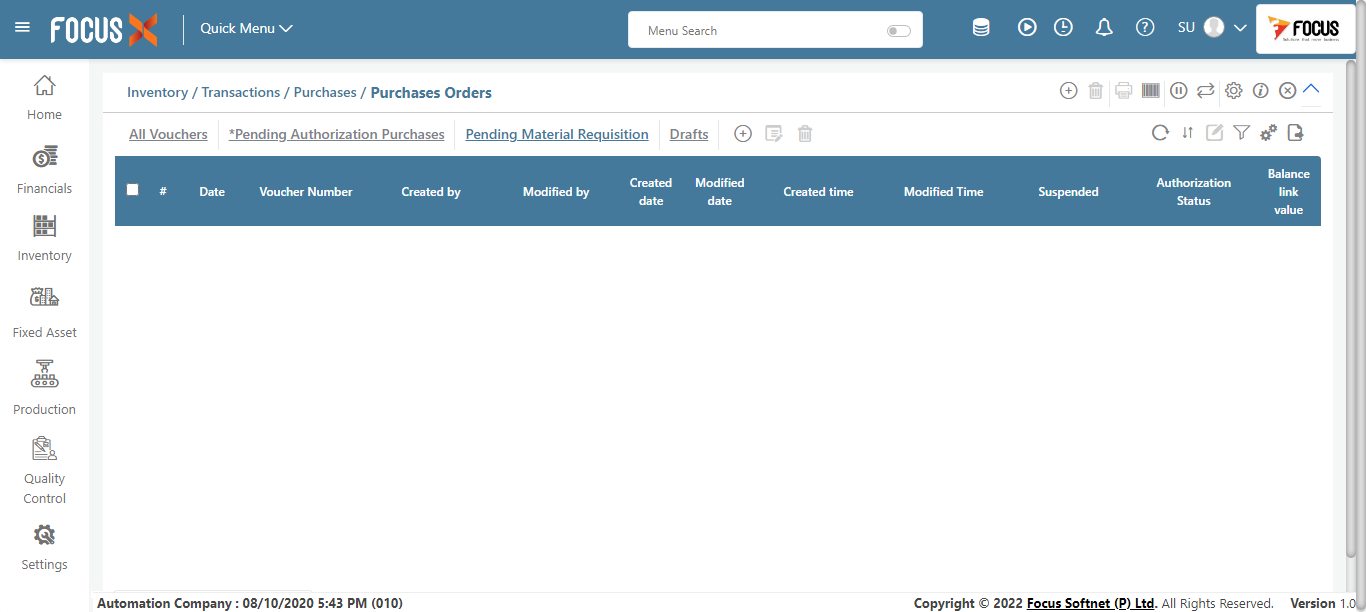 FOCUS X
Quick Menu
Menu Search
SU
FOCUS
Home
Financials
Inventory
Fixed Asset
Production
Quality
Control
Settings
Inventory / Transactions / Purchases / Purchases Orders
All Vouchers
*Pending Authorization Purchases
Pending Material Requisition
Drafts
#
Date
Voucher Number
Created by
Modified by
Created
date
Modified
date
Created time
Modified Time
Suspended
Authorization
Status
Balance
link
value
Automation Company : 08/10/2020 5:43 PM (010)
Copyright © 2022 Focus Softnet (P) Ltd. All Rights Reserved.
Version 1.0